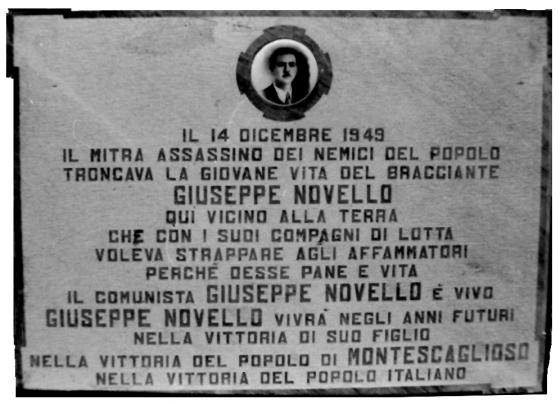 IL 14 DICEMBRE 1949
IL MITRA ASSASSINO DEI NEMICI DEL POPOLO
TRONCAVA LA GIOVANE VITA DEL BRACCIANTE
GIUSEPPE NOVELLO
QUI VICINO ALLA TERRA
CHE CON I SUOI COMPAGNI DI LOTTA
VOLEVA STRAPPARE AGLI AFFAMMATORI
PERCHÉ DESSE PANE E VITA
IL COMUNISTA GIUSEPPE NOVELLO É VIVO
GIUSEPPE NOVELLO VIVRÀ NEGLI ANNI FUTURI
NELLA VITTORIA DI SUO FIGLIO
NELLA VITTORIA DEL POPOLO DI MONTESCAGLIOSO
NELLA VITTORIA DEL POPOLO ITALIANO